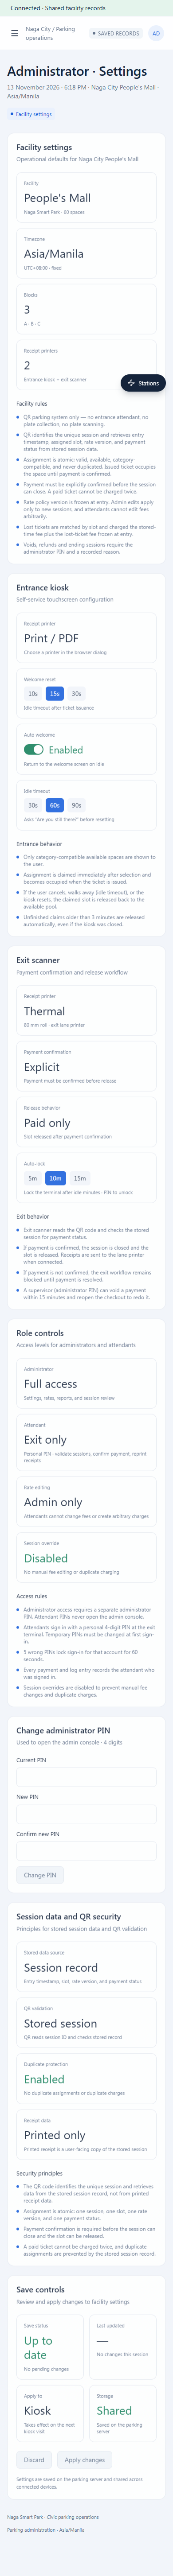 Connected · Shared facility records
Naga City / Parking
operations
SAVED RECORDS
AD
Administrator · Settings
13 November 2026 · 6:18 PM · Naga City People's Mall ·
Asia/Manila
Facility settings
Facility settings
Operational defaults for Naga City People's Mall
Facility
People's Mall
Naga Smart Park · 60 spaces
Timezone
Asia/Manila
UTC+08:00 · fixed
Blocks
3
A · B · C
Receipt printers
2
Entrance kiosk + exit scanner
Stations
Facility rules
QR parking system only — no entrance attendant, no
plate collection, no plate scanning.
QR identifies the unique session and retrieves entry
timestamp, assigned slot, rate version, and payment
status from stored session data.
Assignment is atomic: valid, available, category-
compatible, and never duplicated. Issued ticket occupies
the space until payment is confirmed.
Payment must be explicitly confirmed before the session
can close. A paid ticket cannot be charged twice.
Rate policy version is frozen at entry. Admin edits apply
only to new sessions, and attendants cannot edit fees
arbitrarily.
Lost tickets are matched by slot and charged the stored-
time fee plus the lost-ticket fee frozen at entry.
Voids, refunds and ending sessions require the
administrator PIN and a recorded reason.
Entrance kiosk
Self-service touchscreen configuration
Receipt printer
Print / PDF
Choose a printer in the browser dialog
Welcome reset
10s
15s
30s
Idle timeout after ticket issuance
Auto welcome
Enabled
Return to the welcome screen on idle
Idle timeout
30s
60s
90s
Asks "Are you still there?" before resetting
Entrance behavior
Only category-compatible available spaces are shown to
the user.
Assignment is claimed immediately after selection and
becomes occupied when the ticket is issued.
If the user cancels, walks away (idle timeout), or the
kiosk resets, the claimed slot is released back to the
available pool.
Unfinished claims older than 3 minutes are released
automatically, even if the kiosk was closed.
Exit scanner
Payment confirmation and release workflow
Receipt printer
Thermal
80 mm roll · exit lane printer
Payment confirmation
Explicit
Payment must be confirmed before release
Release behavior
Paid only
Slot released after payment confirmation
Auto-lock
5m
10m
15m
Lock the terminal after idle minutes · PIN to unlock
Exit behavior
Exit scanner reads the QR code and checks the stored
session for payment status.
If payment is confirmed, the session is closed and the
slot is released. Receipts are sent to the lane printer
when connected.
If payment is not confirmed, the exit workflow remains
blocked until payment is resolved.
A supervisor (administrator PIN) can void a payment
within 15 minutes and reopen the checkout to redo it.
Role controls
Access levels for administrators and attendants
Administrator
Full access
Settings, rates, reports, and session review
Attendant
Exit only
Personal PIN · validate sessions, confirm payment, reprint
receipts
Rate editing
Admin only
Attendants cannot change fees or create arbitrary charges
Session override
Disabled
No manual fee editing or duplicate charging
Access rules
Administrator access requires a separate administrator
PIN. Attendant PINs never open the admin console.
Attendants sign in with a personal 4-digit PIN at the exit
terminal. Temporary PINs must be changed at first sign-
in.
5 wrong PINs lock sign-in for that account for 60
seconds.
Every payment and log entry records the attendant who
was signed in.
Session overrides are disabled to prevent manual fee
changes and duplicate charges.
Change administrator PIN
Used to open the admin console · 4 digits
Current PIN
New PIN
Confirm new PIN
Change PIN
Session data and QR security
Principles for stored session data and QR validation
Stored data source
Session record
Entry timestamp, slot, rate version, and payment status
QR validation
Stored session
QR reads session ID and checks stored record
Duplicate protection
Enabled
No duplicate assignments or duplicate charges
Receipt data
Printed only
Printed receipt is a user-facing copy of the stored session
Security principles
The QR code identifies the unique session and retrieves
data from the stored session record, not from printed
receipt data.
Assignment is atomic: one session, one slot, one rate
version, and one payment status.
Payment confirmation is required before the session can
close and the slot can be released.
A paid ticket cannot be charged twice, and duplicate
assignments are prevented by the stored session record.
Save controls
Review and apply changes to facility settings
Save status
Up to
date
No pending changes
Last updated
—
No changes this session
Apply to
Kiosk
Takes effect on the next
kiosk visit
Storage
Shared
Saved on the parking
server
Discard
Apply changes
Settings are saved on the parking server and shared across
connected devices.
Naga Smart Park · Civic parking operations
Parking administration · Asia/Manila